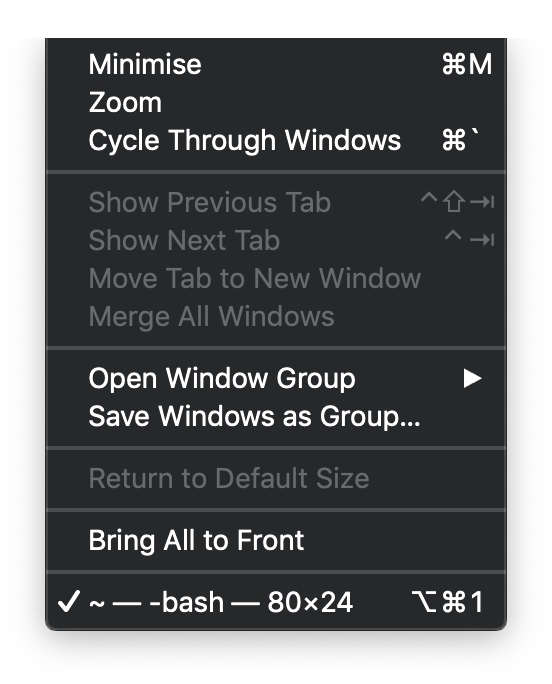 Minimise ⌘M
Zoom
Cycle Through Windows ⌘`
Show Previous Tab ^⇧⇥
Show Next Tab ^⇥
Move Tab to New Window
Merge All Windows
Open Window Group ▶
Save Windows as Group...
Return to Default Size
Bring All to Front
✓ ~ — -bash — 80×24 ⌥⌘1